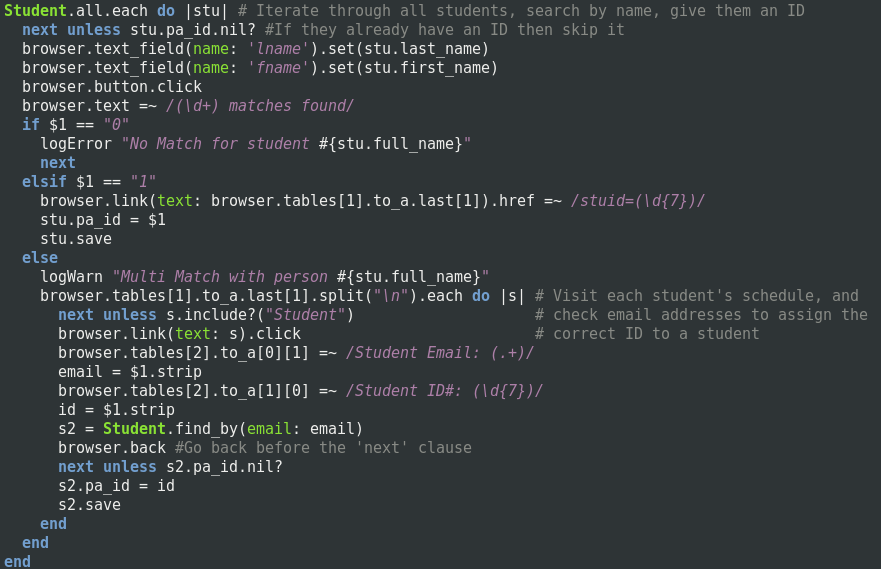 Student.all.each do |stu| # Iterate through all students, search by name, give them an ID
  next unless stu.pa_id.nil? #If they already have an ID then skip it
  browser.text_field(name: 'lname').set(stu.last_name)
  browser.text_field(name: 'fname').set(stu.first_name)
  browser.button.click
  browser.text =~ /(\d+) matches found/
  if $1 == "0"
    logError "No Match for student #{stu.full_name}"
    next
  elsif $1 == "1"
    browser.link(text: browser.tables[1].to_a.last[1]).href =~ /stuid=(\d{7})/
    stu.pa_id = $1
    stu.save
  else
    logWarn "Multi Match with person #{stu.full_name}"
    browser.tables[1].to_a.last[1].split("\n").each do |s| # Visit each student's schedule, and
      next unless s.include?("Student")                    # check email addresses to assign the
      browser.link(text: s).click                          # correct ID to a student
      browser.tables[2].to_a[0][1] =~ /Student Email: (.+)/
      email = $1.strip
      browser.tables[2].to_a[1][0] =~ /Student ID#: (\d{7})/
      id = $1.strip
      s2 = Student.find_by(email: email)
      browser.back #Go back before the 'next' clause
      next unless s2.pa_id.nil?
      s2.pa_id = id
      s2.save
    end
  end
end